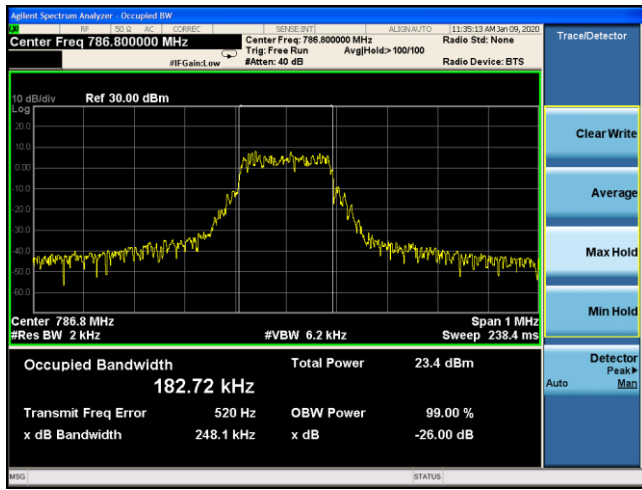 Agilent Spectrum Analyzer - Occupied BW
RF 50 Ω AC CORREC SENSE:INT ALIGN AUTO 11:35:13 AM Jan 09, 2020
Center Freq 786.800000 MHz Center Freq: 786.800000 MHz Radio Std: None
Trig: Free Run Avg|Hold:> 100/100
#IFGain:Low #Atten: 40 dB Radio Device: BTS
Trace/Detector
10 dB/div Ref 30.00 dBm
Log
20.0
10.0
0.00
-10.0
-20.0
-30.0
-40.0
-50.0
-60.0
Center 786.8 MHz Span 1 MHz
#Res BW 2 kHz #VBW 6.2 kHz Sweep 238.4 ms
Occupied Bandwidth Total Power 23.4 dBm
182.72 kHz
Transmit Freq Error 520 Hz OBW Power 99.00 %
x dB Bandwidth 248.1 kHz x dB -26.00 dB
Clear Write
Average
Max Hold
Min Hold
Detector
Peak▶
Auto Man
MSG STATUS